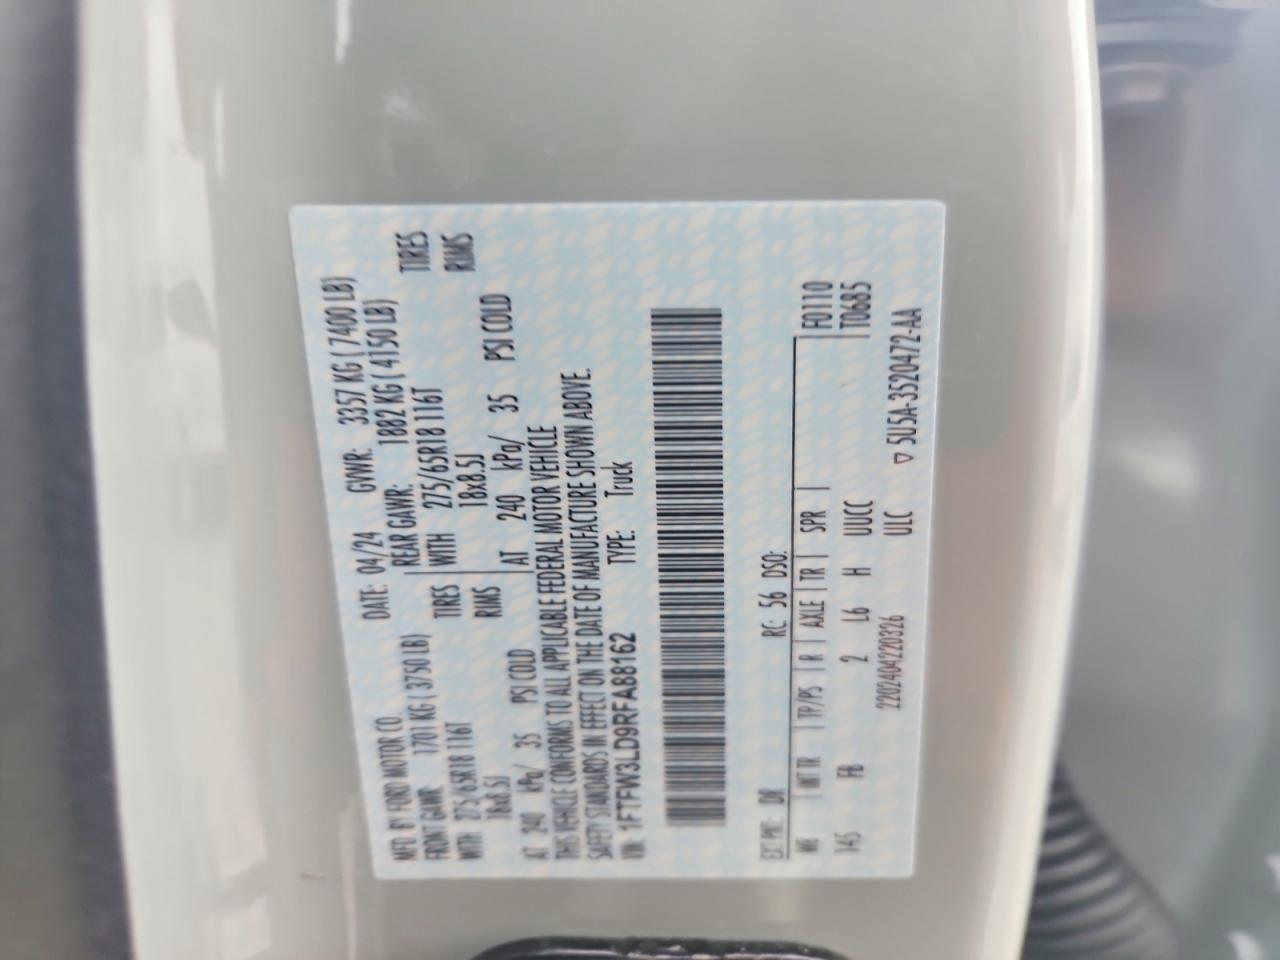 MFD. BY FORD MOTOR CO. DATE: 04/24 GVWR: 3357 KG ( 7400 LB)
FRONT GAWR: 1701 KG ( 3750 LB) REAR GAWR: 1882 KG ( 4150 LB)
WITH 275/65R18 116T TIRES WITH 275/65R18 116T TIRES
18x8.5J RIMS 18x8.5J RIMS
AT 240 kPa/ 35 PSI COLD AT 240 kPa/ 35 PSI COLD
THIS VEHICLE CONFORMS TO ALL APPLICABLE FEDERAL MOTOR VEHICLE
SAFETY STANDARDS IN EFFECT ON THE DATE OF MANUFACTURE SHOWN ABOVE.
VIN: 1FTFW3LD9RFA88162 TYPE: Truck
EXT PNT: DR RC: 56 DSO:
WB INT TR TP/PS R AXLE TR SPR F0110
145 FB 2 L6 H UUCC T0685
2202404220326 ULC ▽ 5U5A-3520472-AA